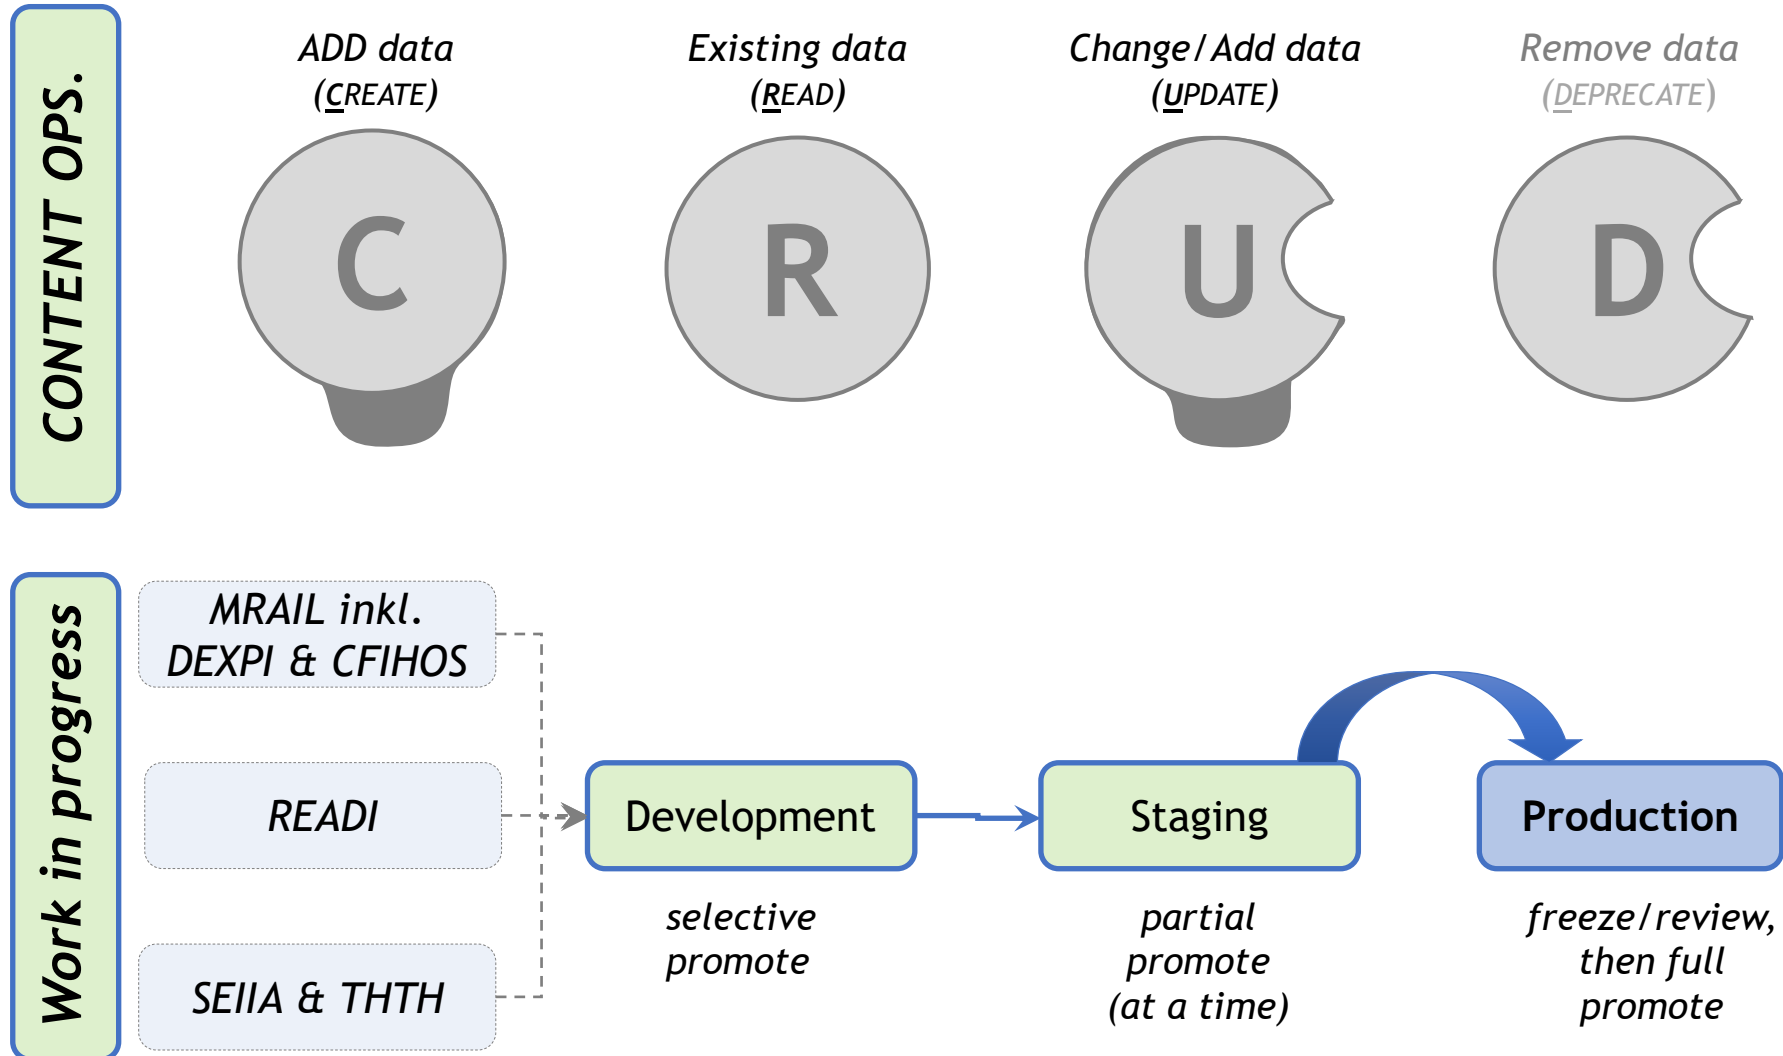 CONTENT OPS.
ADD data
(CREATE)
Existing data
(READ)
Change/Add data
(UPDATE)
Remove data
(DEPRECATE)
C
R
U
D
Work in progress
MRAIL inkl.
DEXPI & CFIHOS
READI
SEIIA & THTH
Development
Staging
Production
selective
promote
partial
promote
(at a time)
freeze/review,
then full
promote